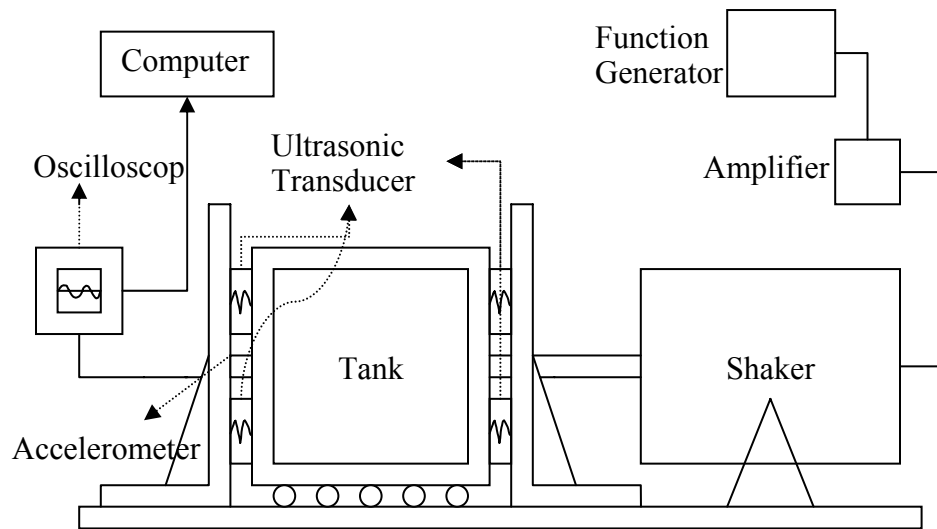 Computer
Function
Generator
Ultrasonic
Transducer
Oscilloscop
Amplifier
Tank
Shaker
Accelerometer